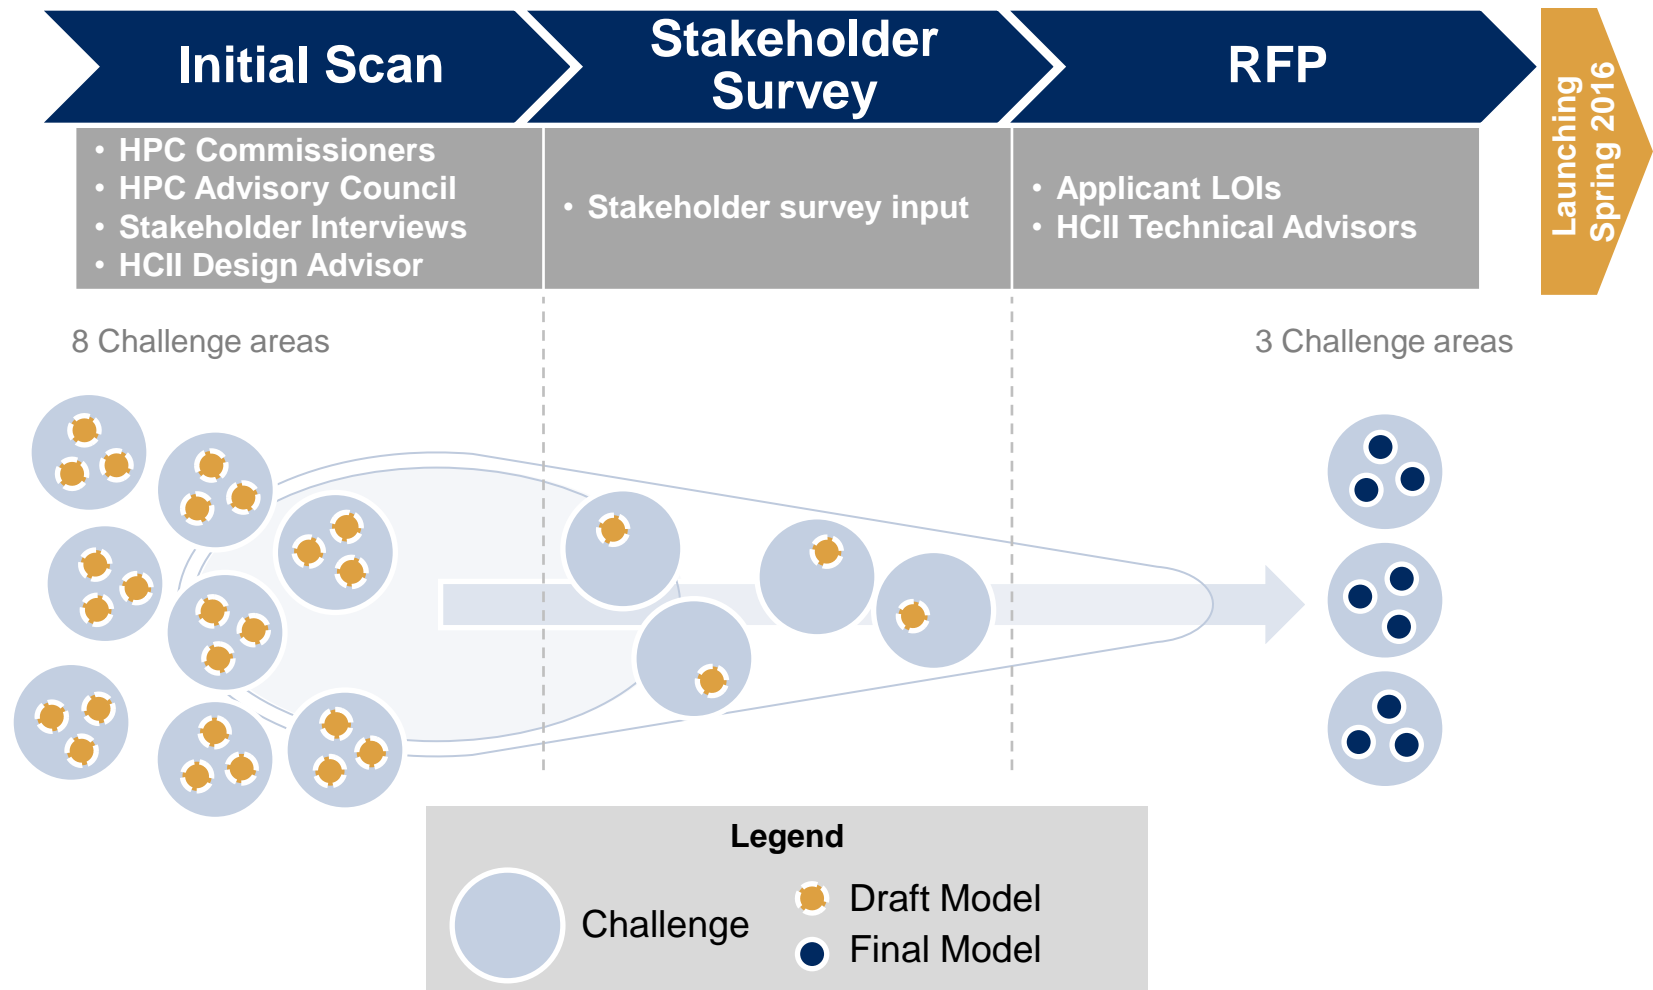 Initial Scan
Stakeholder
Survey
RFP
Launching
Spring 2016
• HPC Commissioners
• HPC Advisory Council
• Stakeholder Interviews
• HCII Design Advisor
• Stakeholder survey input
• Applicant LOIs
• HCII Technical Advisors
8 Challenge areas
3 Challenge areas
Legend
Challenge
Draft Model
Final Model